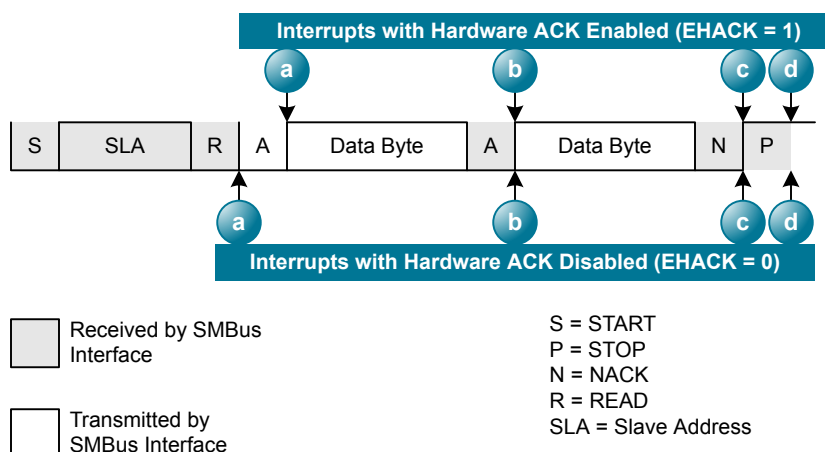 Interrupts with Hardware ACK Enabled (EHACK = 1)
a b c d
S SLA R A Data Byte A Data Byte N P
a b c d
Interrupts with Hardware ACK Disabled (EHACK = 0)
Received by SMBus
Interface
Transmitted by
SMBus Interface
S = START
P = STOP
N = NACK
R = READ
SLA = Slave Address